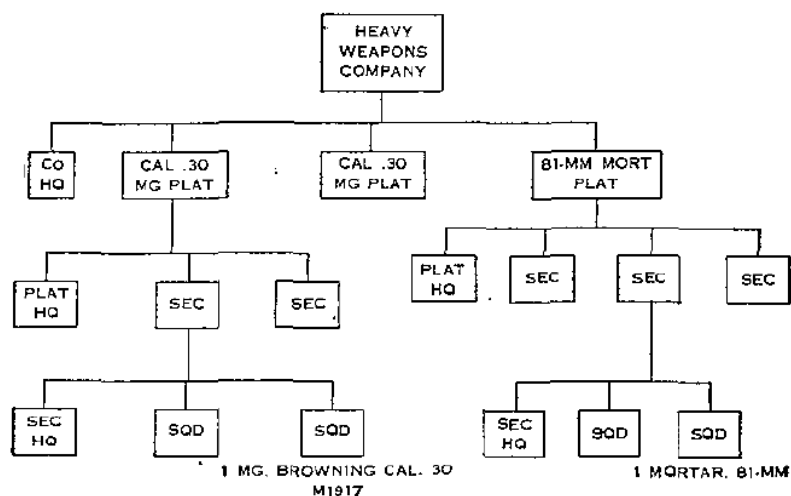 HEAVY
WEAPONS
COMPANY
CO
HQ
CAL .30
MG PLAT
CAL .30
MG PLAT
81-MM MORT
PLAT
PLAT
HQ
SEC
SEC
PLAT
HQ
SEC
SEC
SEC
SEC
HQ
SQD
SQD
SEC
HQ
SQD
SQD
1 MG, BROWNING CAL. 30
M1917
1 MORTAR, 81-MM